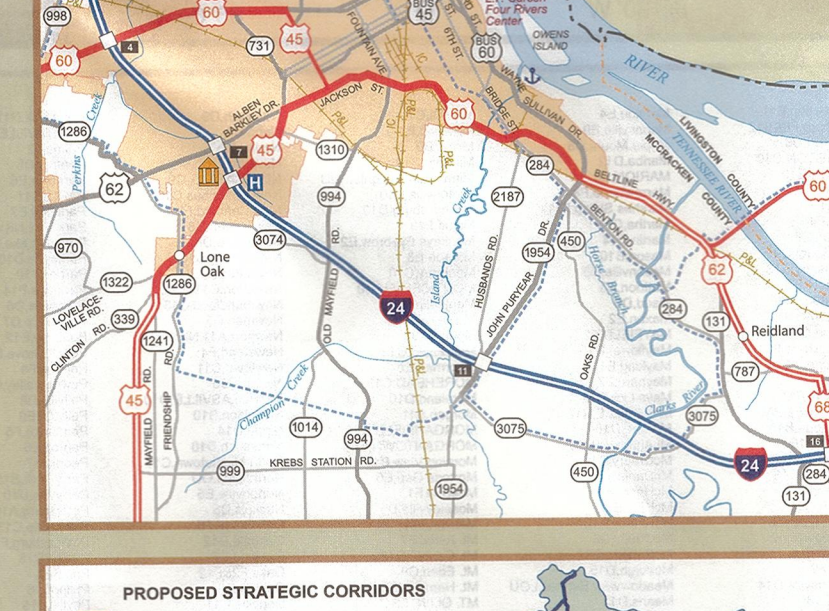 998
60
4
60
731
45
FOUNTAIN AVE.
BUS
45
ST.
6TH ST.
3RD ST.
BUS
60
Four Rivers
Center
OWENS
ISLAND
RIVER
IC
WAYNE
SULLIVAN DR
BRIDGE ST.
JACKSON ST
60
ALBEN
BARKLEY DR.
P&L
P&L
IC
P&L
Creek
Perkins
1286
7
45
1310
62
H
994
284
2187
BELTLINE HWY.
LIVINGSTON
COUNTY
MCCRACKEN
COUNTY
TENNESSEE RIVER
60
P&L
BENTON RD.
970
3074
Lone
Oak
1286
1322
LOVELACE-
VILLE RD.
339
CLINTON RD.
1241
OLD MAYFIELD RD.
24
Island Creek
HUSBANDS RD.
1954
JOHN PURYEAR DR.
450
Branch
62
284
131
Reidland
787
OAKS RD.
11
45
MAYFIELD RD.
FRIENDSHIP RD.
Champion Creek
P&L
1014
994
3075
Clarks River
3075
68
16
24
284
999
KREBS STATION RD.
1954
450
131
PROPOSED STRATEGIC CORRIDORS